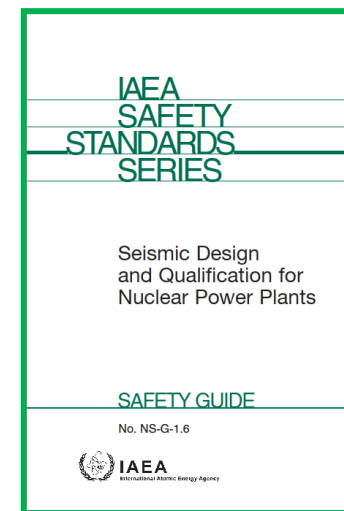 IAEA
SAFETY
STANDARDS
SERIES
Seismic Design
and Qualification for
Nuclear Power Plants
SAFETY GUIDE
No. NS-G-1.6
IAEA
International Atomic Energy Agency